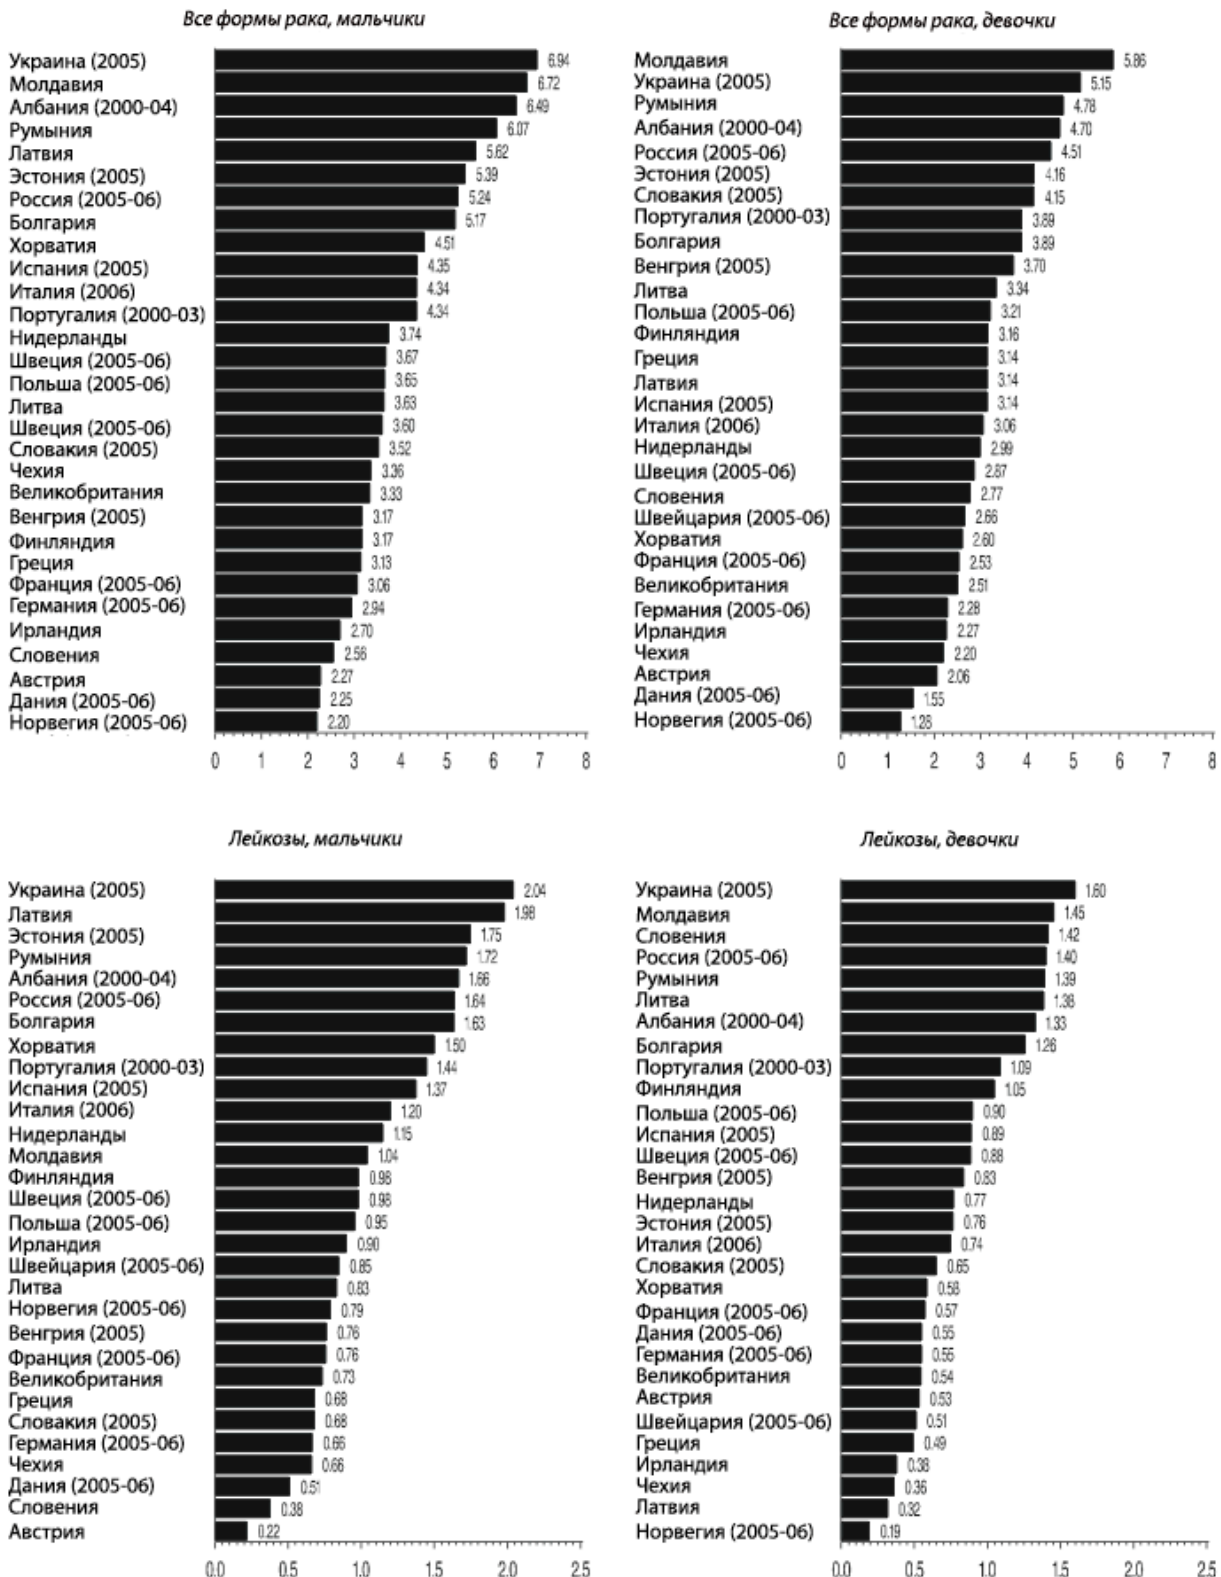 Все формы рака, мальчики
Украина (2005) 6.94
Молдавия 6.72
Албания (2000-04) 6.49
Румыния 6.07
Латвия 5.62
Эстония (2005) 5.39
Россия (2005-06) 5.24
Болгария 5.17
Хорватия 4.51
Испания (2005) 4.35
Италия (2006) 4.34
Португалия (2000-03) 4.34
Нидерланды 3.74
Швеция (2005-06) 3.67
Польша (2005-06) 3.65
Литва 3.63
Швеция (2005-06) 3.60
Словакия (2005) 3.52
Чехия 3.36
Великобритания 3.33
Венгрия (2005) 3.17
Финляндия 3.17
Греция 3.13
Франция (2005-06) 3.06
Германия (2005-06) 2.94
Ирландия 2.70
Словения 2.56
Австрия 2.27
Дания (2005-06) 2.25
Норвегия (2005-06) 2.20
0 1 2 3 4 5 6 7 8
Все формы рака, девочки
Молдавия 5.86
Украина (2005) 5.15
Румыния 4.78
Албания (2000-04) 4.70
Россия (2005-06) 4.51
Эстония (2005) 4.16
Словакия (2005) 4.15
Португалия (2000-03) 3.89
Болгария 3.89
Венгрия (2005) 3.70
Литва 3.34
Польша (2005-06) 3.21
Финляндия 3.16
Греция 3.14
Латвия 3.14
Испания (2005) 3.14
Италия (2006) 3.06
Нидерланды 2.99
Швеция (2005-06) 2.87
Словения 2.77
Швейцария (2005-06) 2.66
Хорватия 2.60
Франция (2005-06) 2.53
Великобритания 2.51
Германия (2005-06) 2.28
Ирландия 2.27
Чехия 2.20
Австрия 2.06
Дания (2005-06) 1.55
Норвегия (2005-06) 1.28
0 1 2 3 4 5 6 7 8
Лейкозы, мальчики
Украина (2005) 2.04
Латвия 1.98
Эстония (2005) 1.75
Румыния 1.72
Албания (2000-04) 1.66
Россия (2005-06) 1.64
Болгария 1.63
Хорватия 1.50
Португалия (2000-03) 1.44
Испания (2005) 1.37
Италия (2006) 1.20
Нидерланды 1.15
Молдавия 1.04
Финляндия 0.98
Швеция (2005-06) 0.98
Польша (2005-06) 0.95
Ирландия 0.90
Швейцария (2005-06) 0.85
Литва 0.83
Норвегия (2005-06) 0.79
Венгрия (2005) 0.76
Франция (2005-06) 0.76
Великобритания 0.73
Греция 0.68
Словакия (2005) 0.68
Германия (2005-06) 0.66
Чехия 0.66
Дания (2005-06) 0.51
Словения 0.38
Австрия 0.22
0.0 0.5 1.0 1.5 2.0 2.5
Лейкозы, девочки
Украина (2005) 1.60
Молдавия 1.45
Словения 1.42
Россия (2005-06) 1.40
Румыния 1.39
Литва 1.38
Албания (2000-04) 1.33
Болгария 1.26
Португалия (2000-03) 1.09
Финляндия 1.05
Польша (2005-06) 0.90
Испания (2005) 0.89
Швеция (2005-06) 0.88
Венгрия (2005) 0.83
Нидерланды 0.77
Эстония (2005) 0.76
Италия (2006) 0.74
Словакия (2005) 0.65
Хорватия 0.58
Франция (2005-06) 0.57
Дания (2005-06) 0.55
Германия (2005-06) 0.55
Великобритания 0.54
Австрия 0.53
Швейцария (2005-06) 0.51
Греция 0.49
Ирландия 0.38
Чехия 0.36
Латвия 0.32
Норвегия (2005-06) 0.19
0.0 0.5 1.0 1.5 2.0 2.5